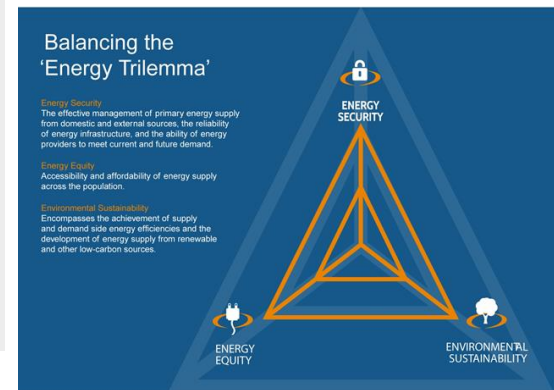 Balancing the
‘Energy Trilemma’
Energy Security
The effective management of primary energy supply
from domestic and external sources, the reliability
of energy infrastructure, and the ability of energy
providers to meet current and future demand.
Energy Equity
Accessibility and affordability of energy supply
across the population.
Environmental Sustainability
Encompasses the achievement of supply
and demand side energy efficiencies and the
development of energy supply from renewable
and other low-carbon sources.
ENERGY
SECURITY
ENERGY
EQUITY
ENVIRONMENTAL
SUSTAINABILITY